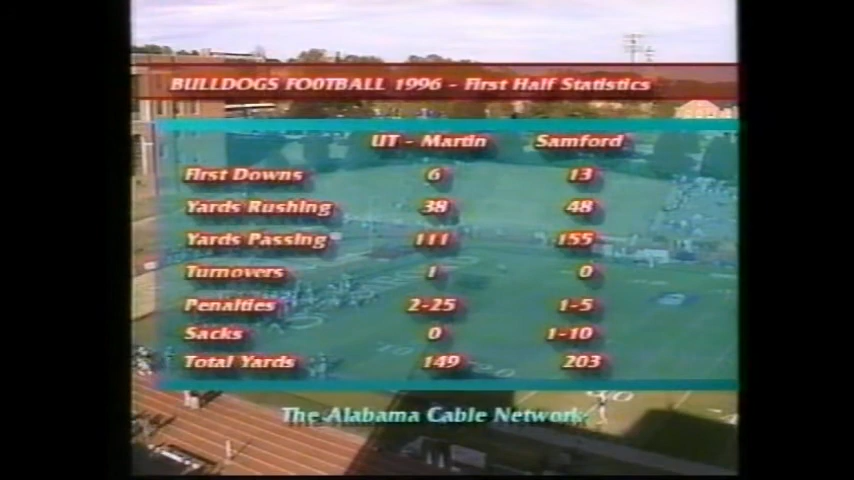 BULLDOGS FOOTBALL 1996 - First Half Statistics
UT - Martin Samford
First Downs 6 13
Yards Rushing 38 48
Yards Passing 111 155
Turnovers 1 0
Penalties 2-25 1-5
Sacks 0 1-10
Total Yards 149 203
The Alabama Cable Network